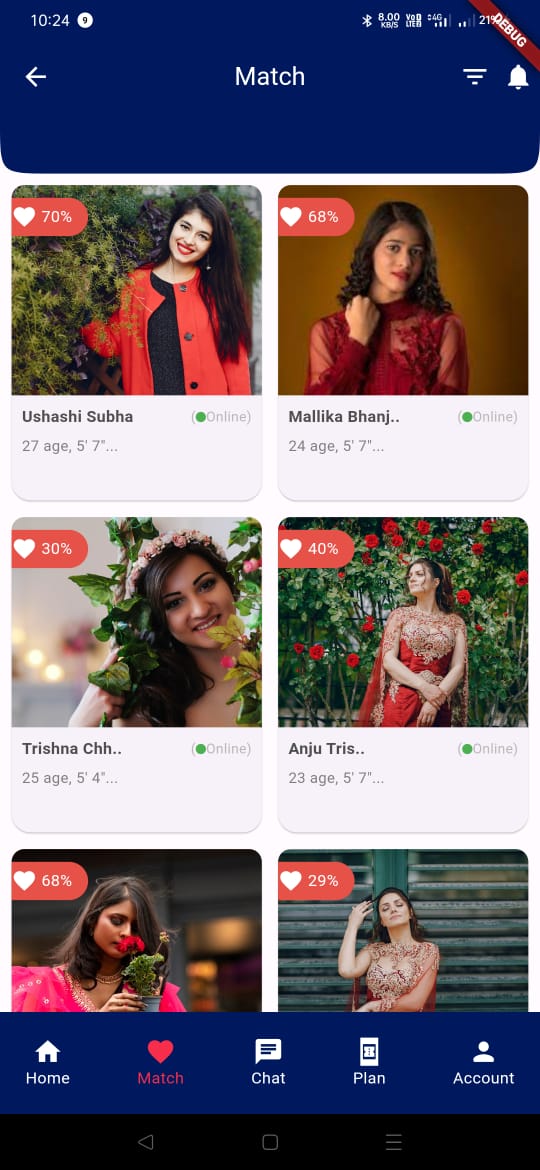 10:24 9 8.00 KB/S VoD LTE2 4G 21%
DEBUG
Match
70%
68%
Ushashi Subha (Online)
Mallika Bhanj.. (Online)
27 age, 5' 7"...
24 age, 5' 7"...
30%
40%
Trishna Chh.. (Online)
Anju Tris.. (Online)
25 age, 5' 4"...
23 age, 5' 7"...
68%
29%
Home
Match
Chat
Plan
Account